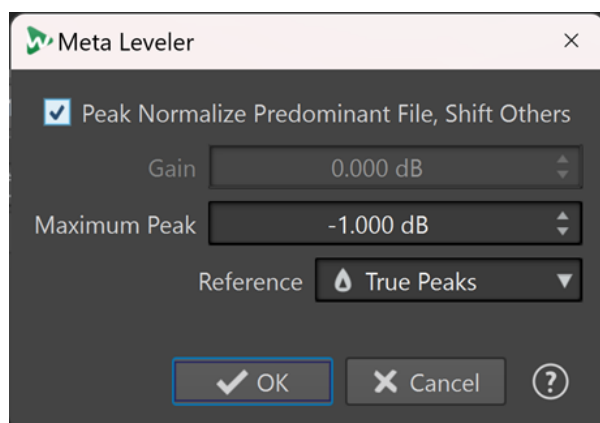 Meta Leveler
Peak Normalize Predominant File, Shift Others
Gain 0.000 dB
Maximum Peak -1.000 dB
Reference True Peaks
OK Cancel ?